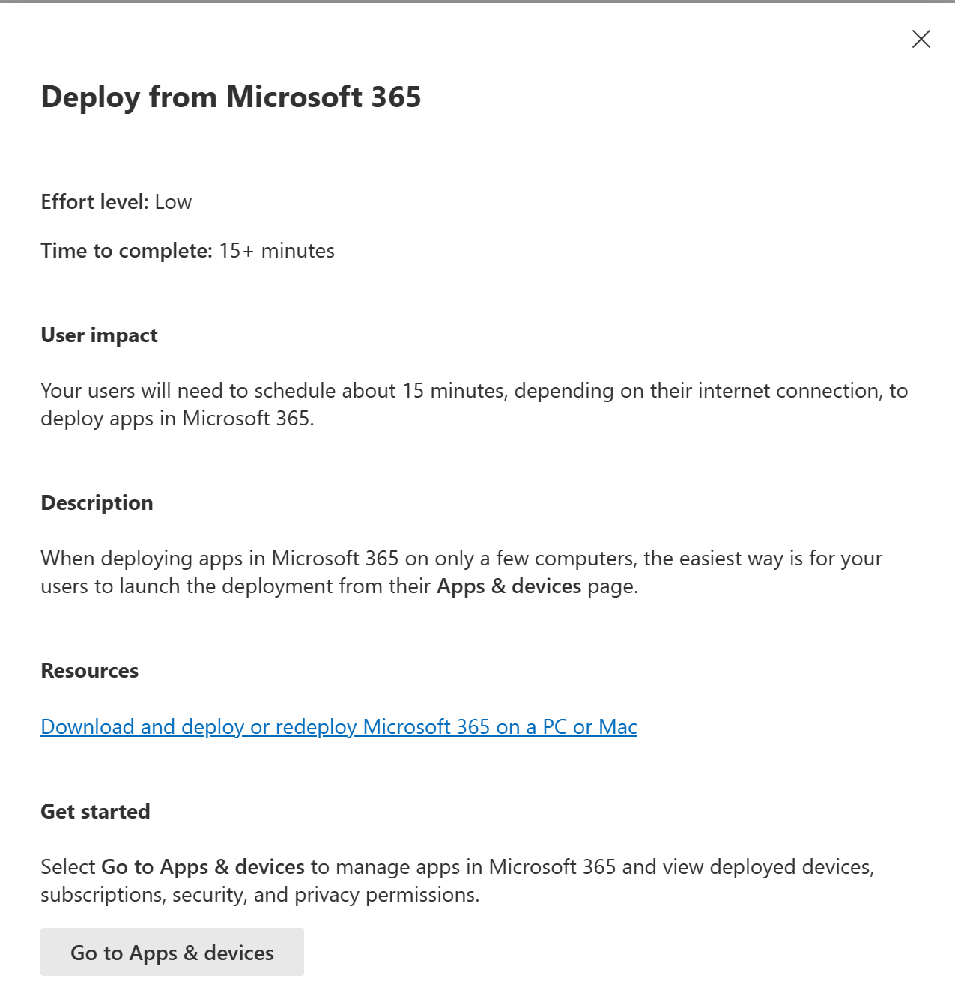 Deploy from Microsoft 365
Effort level: Low
Time to complete: 15+ minutes
User impact
Your users will need to schedule about 15 minutes, depending on their internet connection, to
deploy apps in Microsoft 365.
Description
When deploying apps in Microsoft 365 on only a few computers, the easiest way is for your
users to launch the deployment from their Apps & devices page.
Resources
Download and deploy or redeploy Microsoft 365 on a PC or Mac
Get started
Select Go to Apps & devices to manage apps in Microsoft 365 and view deployed devices,
subscriptions, security, and privacy permissions.
Go to Apps & devices